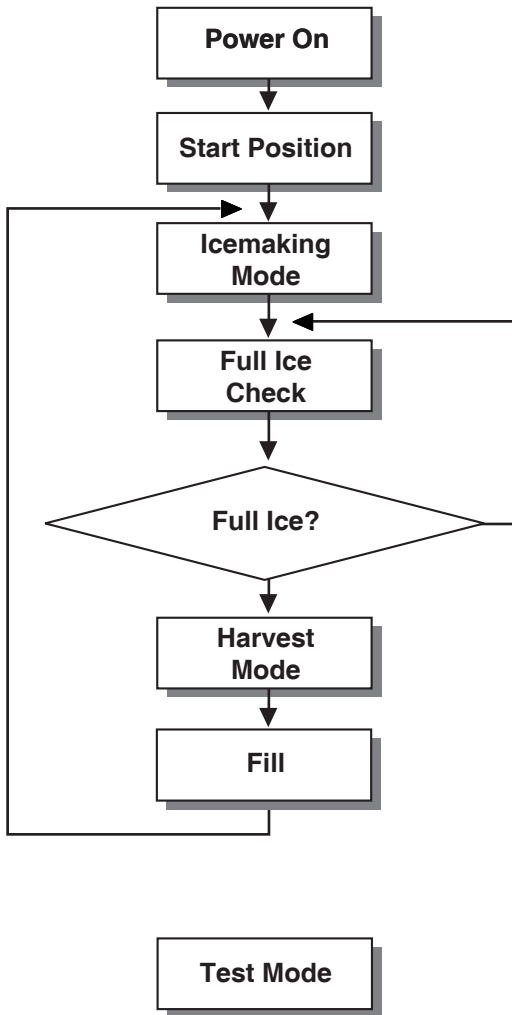 Power On
Start Position
Icemaking
Mode
Full Ice
Check
Full Ice?
Harvest
Mode
Fill
Test Mode